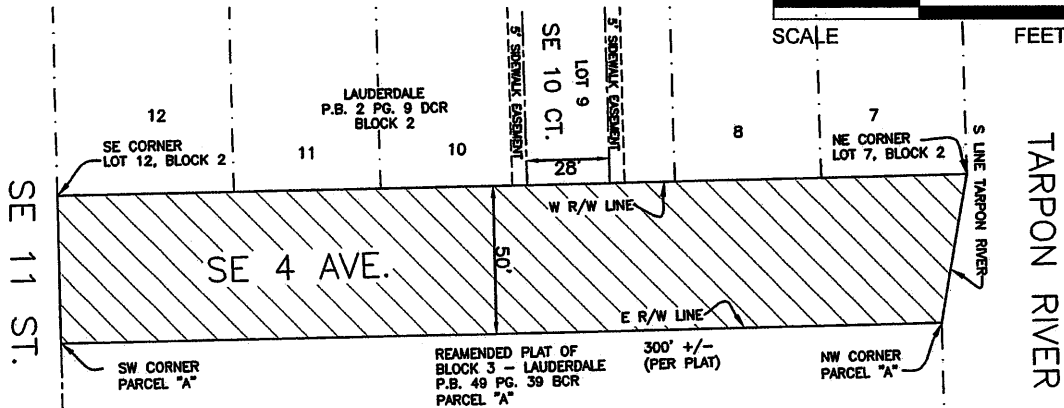 SCALE FEET
5' SIDEWALK EASEMENT
SE 10 CT.
LOT 9
5' SIDEWALK EASEMENT
LAUDERDALE
P.B. 2 PG. 9 DCR
BLOCK 2
12
11
10
8
7
SE CORNER
LOT 12, BLOCK 2
NE CORNER
LOT 7, BLOCK 2
28'
S LINE TARPON RIVER
TARPON RIVER
SE 11 ST.
W R/W LINE
SE 4 AVE.
50'
E R/W LINE
SW CORNER
PARCEL "A"
REAMENDED PLAT OF
BLOCK 3 - LAUDERDALE
P.B. 49 PG. 39 BCR
PARCEL "A"
300' +/-
(PER PLAT)
NW CORNER
PARCEL "A"